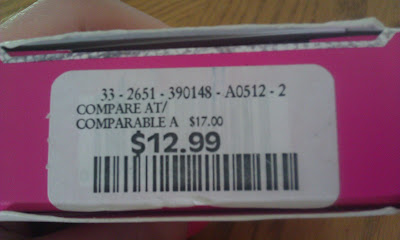 33 - 2651 - 390148 - A0512 - 2
COMPARE AT/
COMPARABLE A $17.00
$12.99